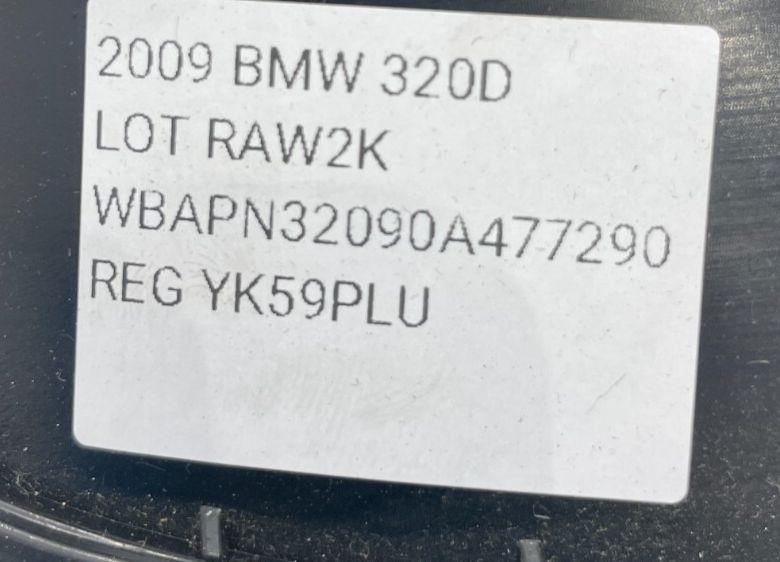 2009 BMW 320D
LOT RAW2K
WBAPN32090A477290
REG YK59PLU